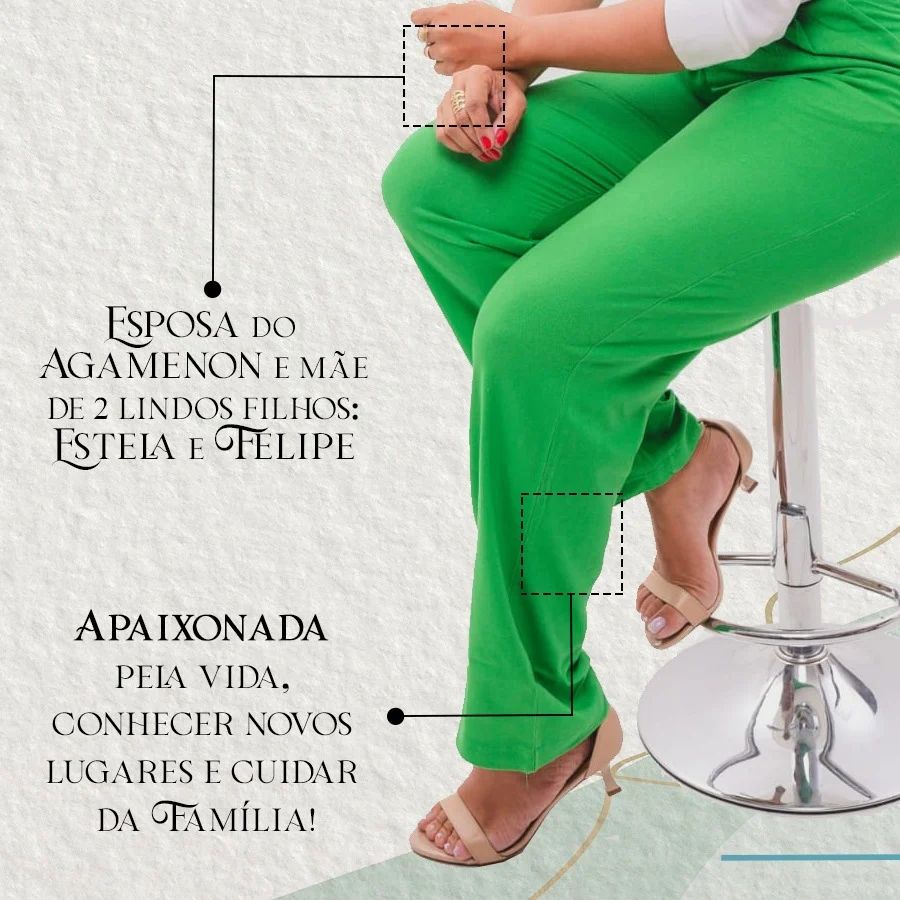 Esposa do
Agamenon e mãe
de 2 lindos filhos:
Estela e Felipe
Apaixonada
pela vida,
conhecer novos
lugares e cuidar
da Família!